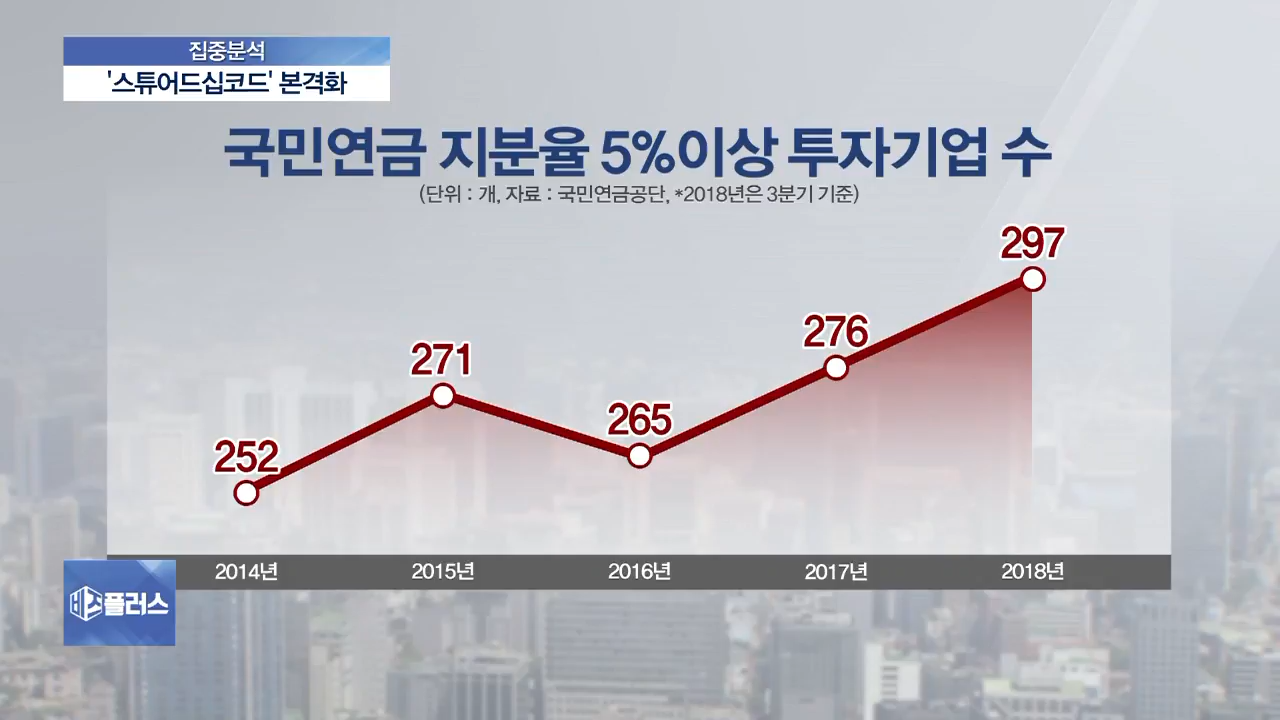 집중분석
'스튜어드십코드' 본격화
국민연금 지분율 5%이상 투자기업 수
(단위 : 개, 자료 : 국민연금공단, *2018년은 3분기 기준)
297
276
271
265
252
2014년 2015년 2016년 2017년 2018년
비즈플러스